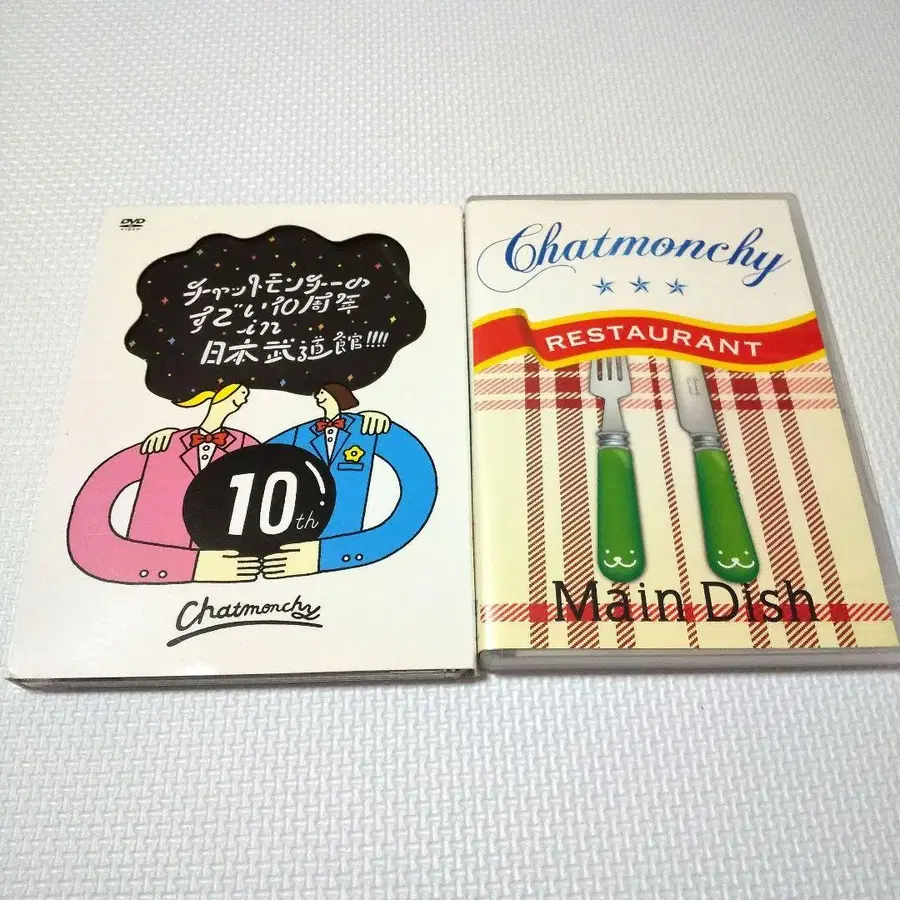 DVD
VIDEO
チャットモンチーの
すごい10周年
in
日本武道館!!!!
10th!
Chatmonchy
Chatmonchy
RESTAURANT
Main Dish